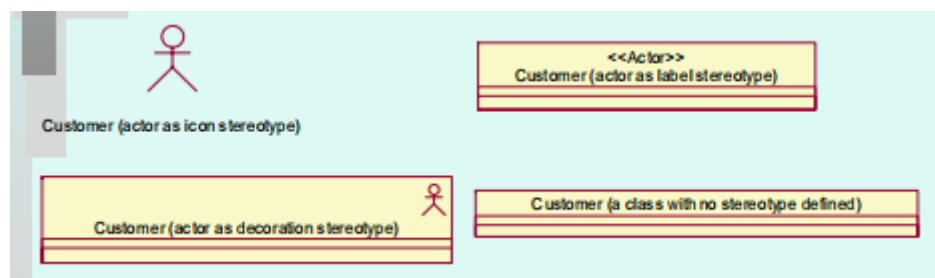 <<Actor>>
Customer (actor as label stereotype)
Customer (actor as icon stereotype)
Customer (actor as decoration stereotype)
Customer (a class with no stereotype defined)